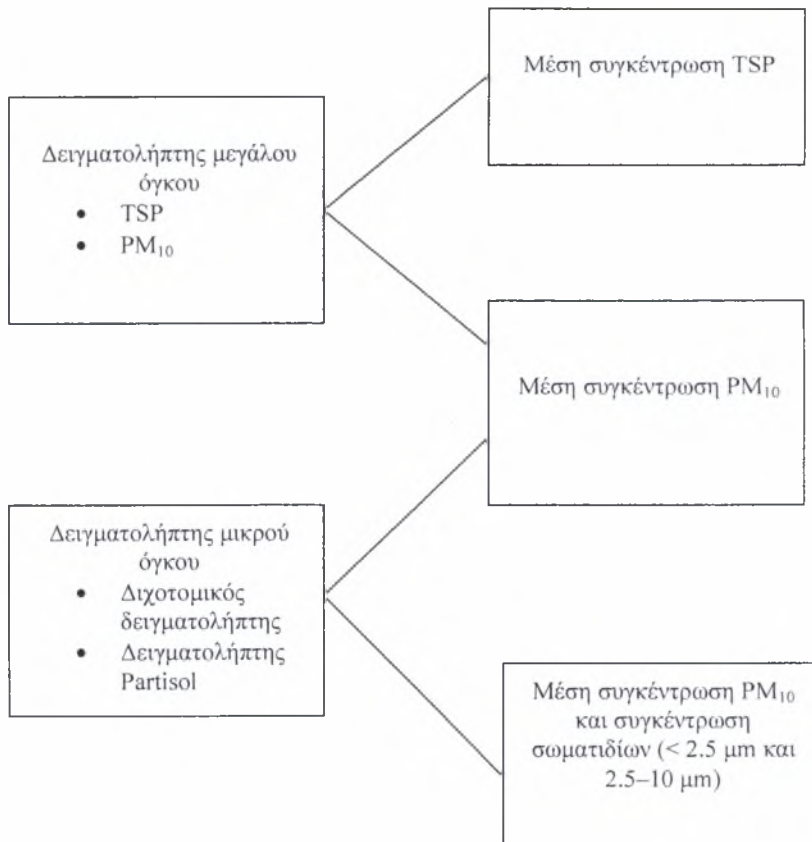 Μέση συγκέντρωση TSP
Δειγματολήπτης μεγάλου
όγκου
• TSP
• PM₁₀
Μέση συγκέντρωση PM₁₀
Δειγματολήπτης μικρού
όγκου
• Διχοτομικός
δειγματολήπτης
• Δειγματολήπτης
Partisol
Μέση συγκέντρωση PM₁₀
και συγκέντρωση
σωματιδίων (< 2.5 μm και
2.5–10 μm)